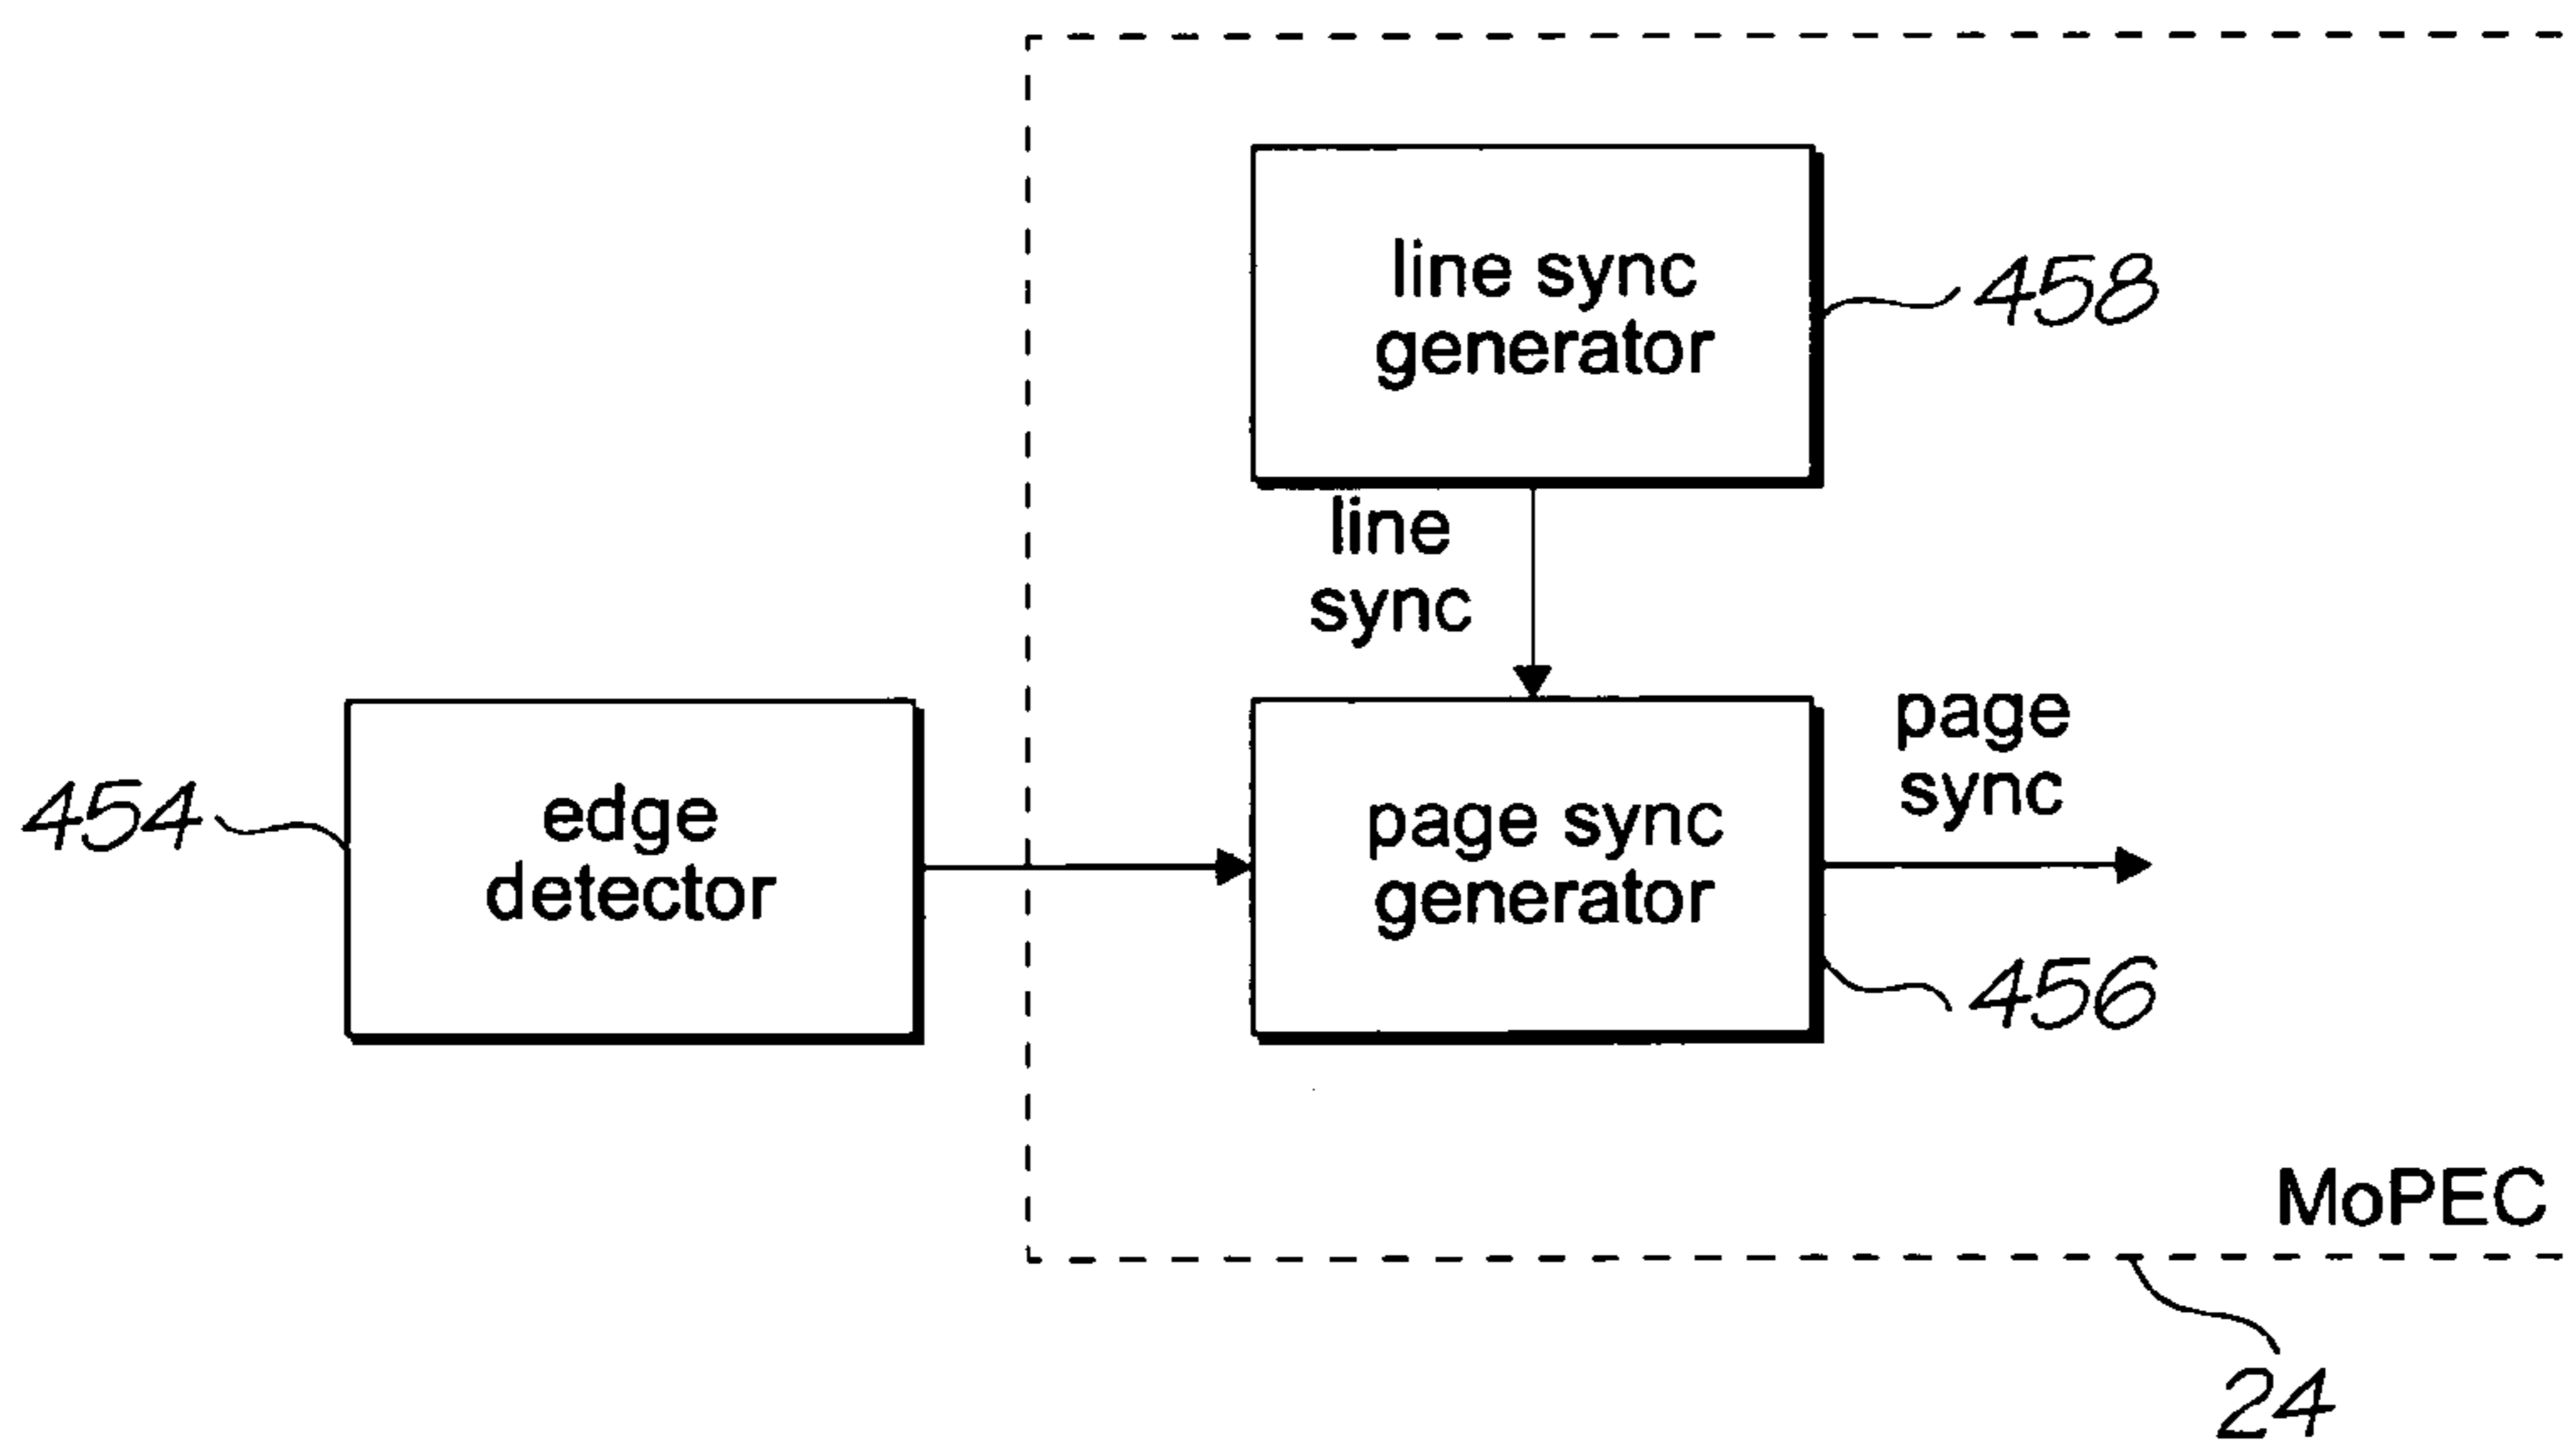 line sync
generator
458
line
sync
454
edge
detector
page sync
generator
page
sync
456
MoPEC
24